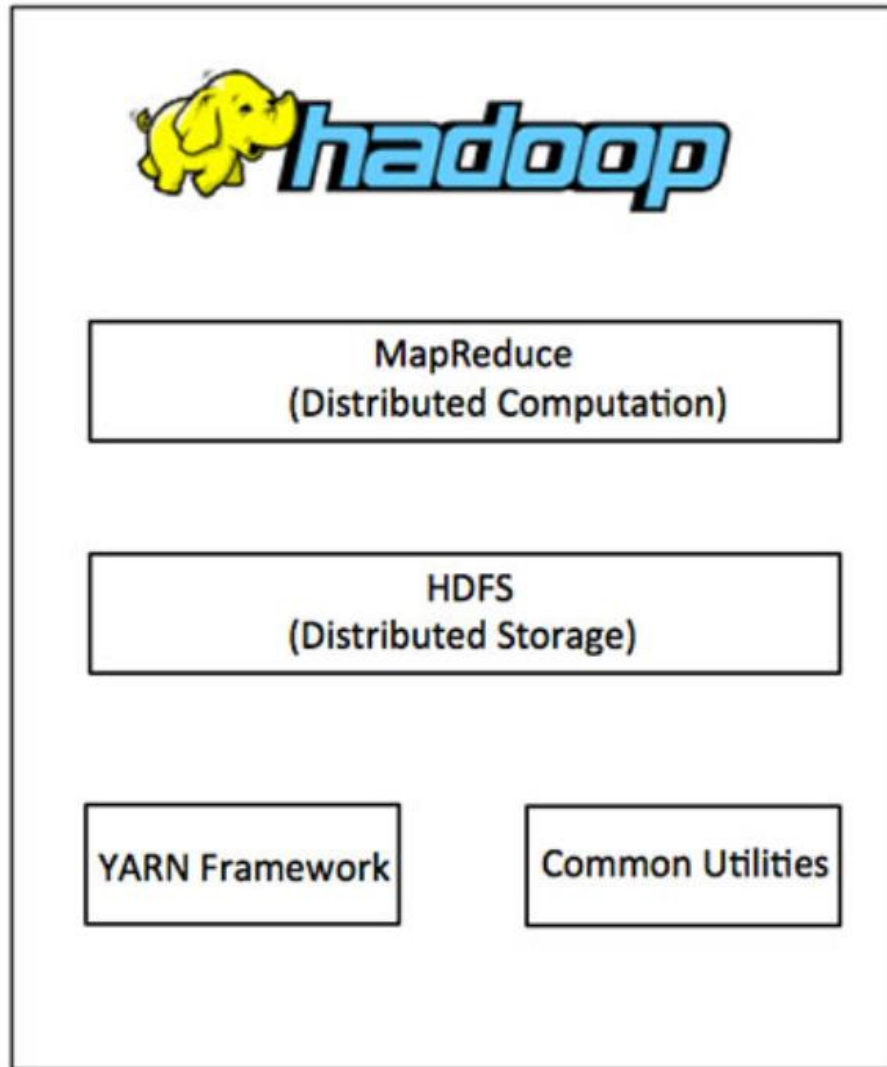 hadoop
MapReduce
(Distributed Computation)
HDFS
(Distributed Storage)
YARN Framework
Common Utilities